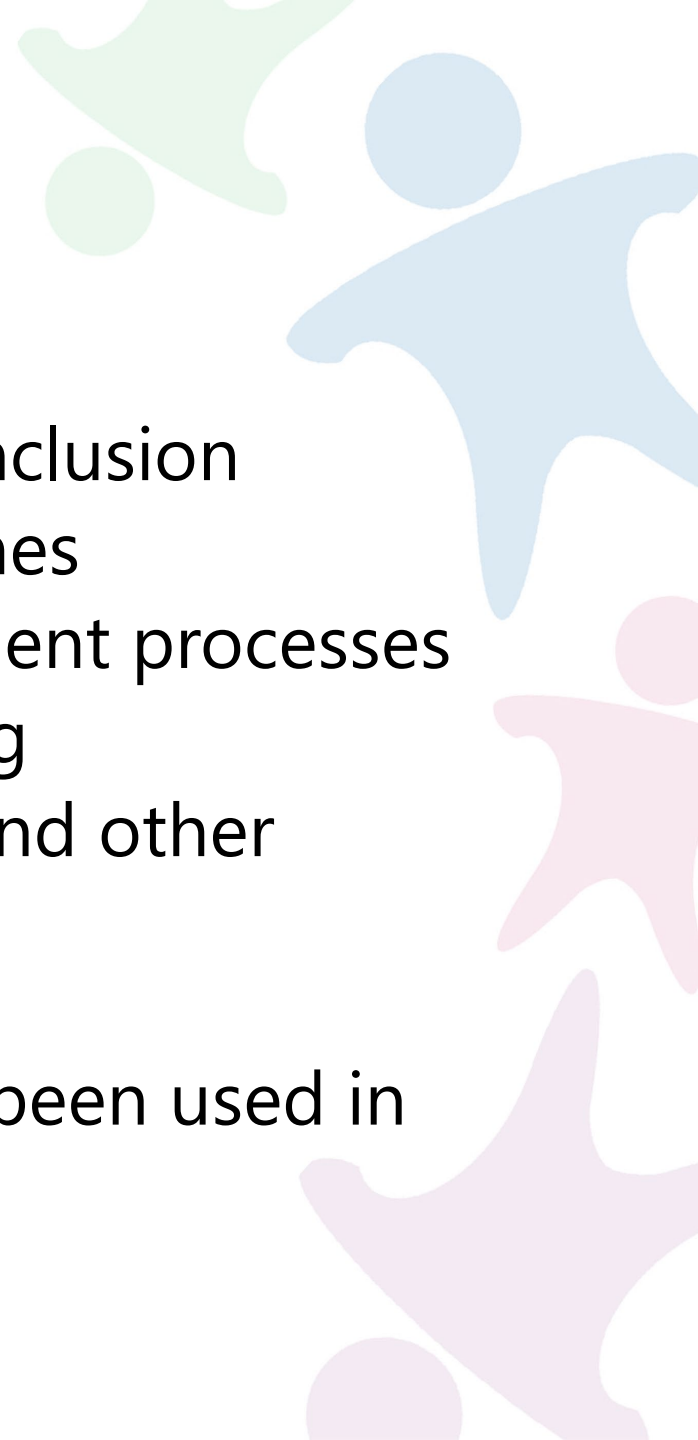 nclusion
nes
ent processes
g
nd other
been used in